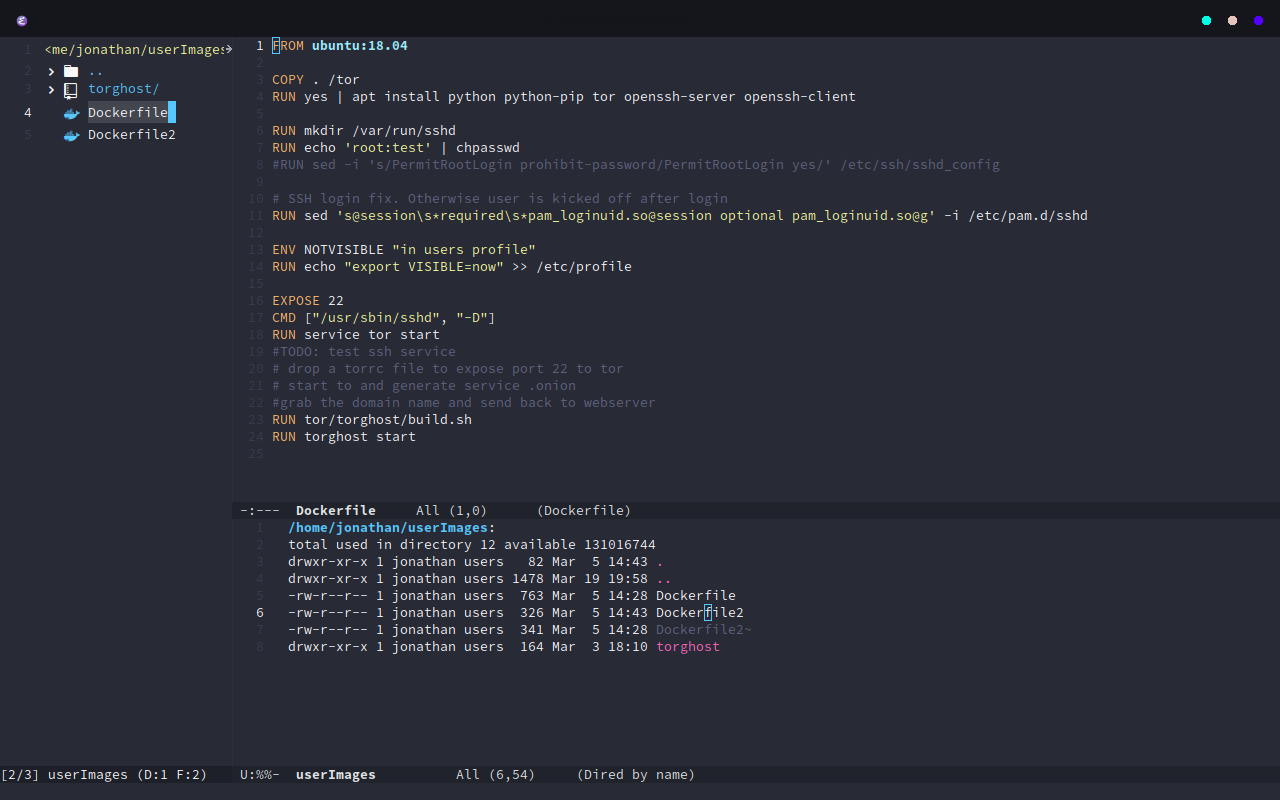 1 <me/jonathan/userImages
2 ..
3 torghost/
4 Dockerfile
5 Dockerfile2
[2/3] userImages (D:1 F:2)
1 FROM ubuntu:18.04
2
3 COPY . /tor
4 RUN yes | apt install python python-pip tor openssh-server openssh-client
5
6 RUN mkdir /var/run/sshd
7 RUN echo 'root:test' | chpasswd
8 #RUN sed -i 's/PermitRootLogin prohibit-password/PermitRootLogin yes/' /etc/ssh/sshd_config
9
10 # SSH login fix. Otherwise user is kicked off after login
11 RUN sed 's@session\s*required\s*pam_loginuid.so@session optional pam_loginuid.so@g' -i /etc/pam.d/sshd
12
13 ENV NOTVISIBLE "in users profile"
14 RUN echo "export VISIBLE=now" >> /etc/profile
15
16 EXPOSE 22
17 CMD ["/usr/sbin/sshd", "-D"]
18 RUN service tor start
19 #TODO: test ssh service
20 # drop a torrc file to expose port 22 to tor
21 # start to and generate service .onion
22 #grab the domain name and send back to webserver
23 RUN tor/torghost/build.sh
24 RUN torghost start
25
-:--- Dockerfile All (1,0) (Dockerfile)
1 /home/jonathan/userImages:
2 total used in directory 12 available 131016744
3 drwxr-xr-x 1 jonathan users 82 Mar 5 14:43 .
4 drwxr-xr-x 1 jonathan users 1478 Mar 19 19:58 ..
5 -rw-r--r-- 1 jonathan users 763 Mar 5 14:28 Dockerfile
6 -rw-r--r-- 1 jonathan users 326 Mar 5 14:43 Dockerfile2
7 -rw-r--r-- 1 jonathan users 341 Mar 5 14:28 Dockerfile2~
8 drwxr-xr-x 1 jonathan users 164 Mar 3 18:10 torghost
U:%%- userImages All (6,54) (Dired by name)